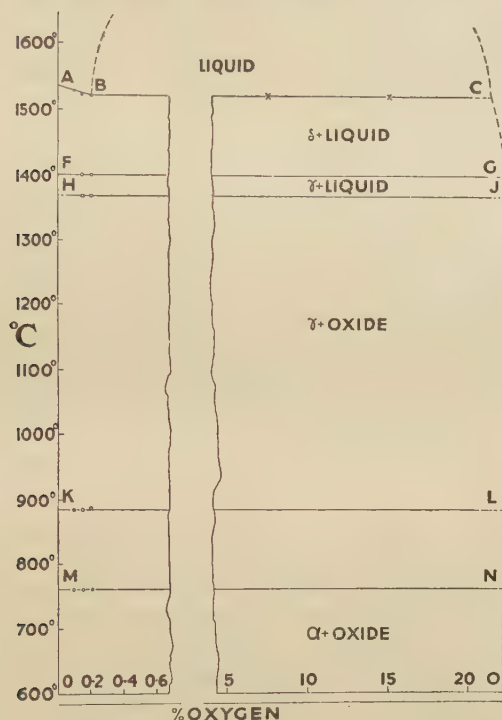 1600°
LIQUID
A
B
C
1500°
δ+LIQUID
F
G
1400°
H
γ+LIQUID
J
1300°
1200°
γ+OXIDE
°C
1100°
1000°
900°
K
L
800°
M
N
700°
α+OXIDE
0 0·2 0·4 0·6 5 10 15 20 O
600°
%OXYGEN